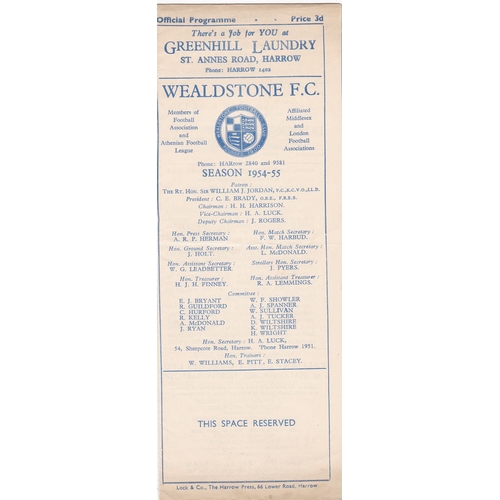 Official Programme . . Price 3d
There's a Job for YOU at
GREENHILL LAUNDRY
ST. ANNES ROAD, HARROW
Phone: HARROW 1402
WEALDSTONE F.C.
Members of
Football
Association
and
Athenian Football
League
Affiliated
Middlesex
and
London
Football
Associations
Phone: HARrow 2840 and 9581
SEASON 1954-55
Patron:
THE RT. HON. SIR WILLIAM J. JORDAN, P.C., K.C.V.O., LL.D.
President: C. E. BRADY, O.B.E., F.R.E.S.
Chairman: H. H. HARRISON.
Vice-Chairman: H. A. LUCK.
Deputy Chairman: J. ROGERS.
Hon. Press Secretary:
A. R. P. HERMAN.
Hon. Match Secretary:
P. W. HARBUD.
Hon. Ground Secretary:
J. HOLT.
Asst. Hon. Match Secretary:
L. McDONALD.
Hon. Assistant Secretary:
W. G. LEADBETTER.
Strollers Hon. Secretary:
J. PYERS.
Hon. Treasurer:
H. J. H. FINNEY.
Hon. Assistant Treasurer:
R. A. LEMMINGS.
Committee:
E. J. BRYANT
R. GUILDFORD
C. HURFORD
R. KELLY
A. McDONALD
J. RYAN
W. P. SHOWLER
A. J. SPANNER
W. SULLIVAN
A. J. TUCKER
D. WILTSHIRE
K. WILTSHIRE
H. WRIGHT
Hon. Secretary: H. A. LUCK,
54, Sheepcote Road, Harrow. 'Phone Harrow 1951.
Hon. Trainers:
W. WILLIAMS, E. PITT, E. STACEY.
THIS SPACE RESERVED
Lock & Co., The Harrow Press, 66 Lower Road, Harrow